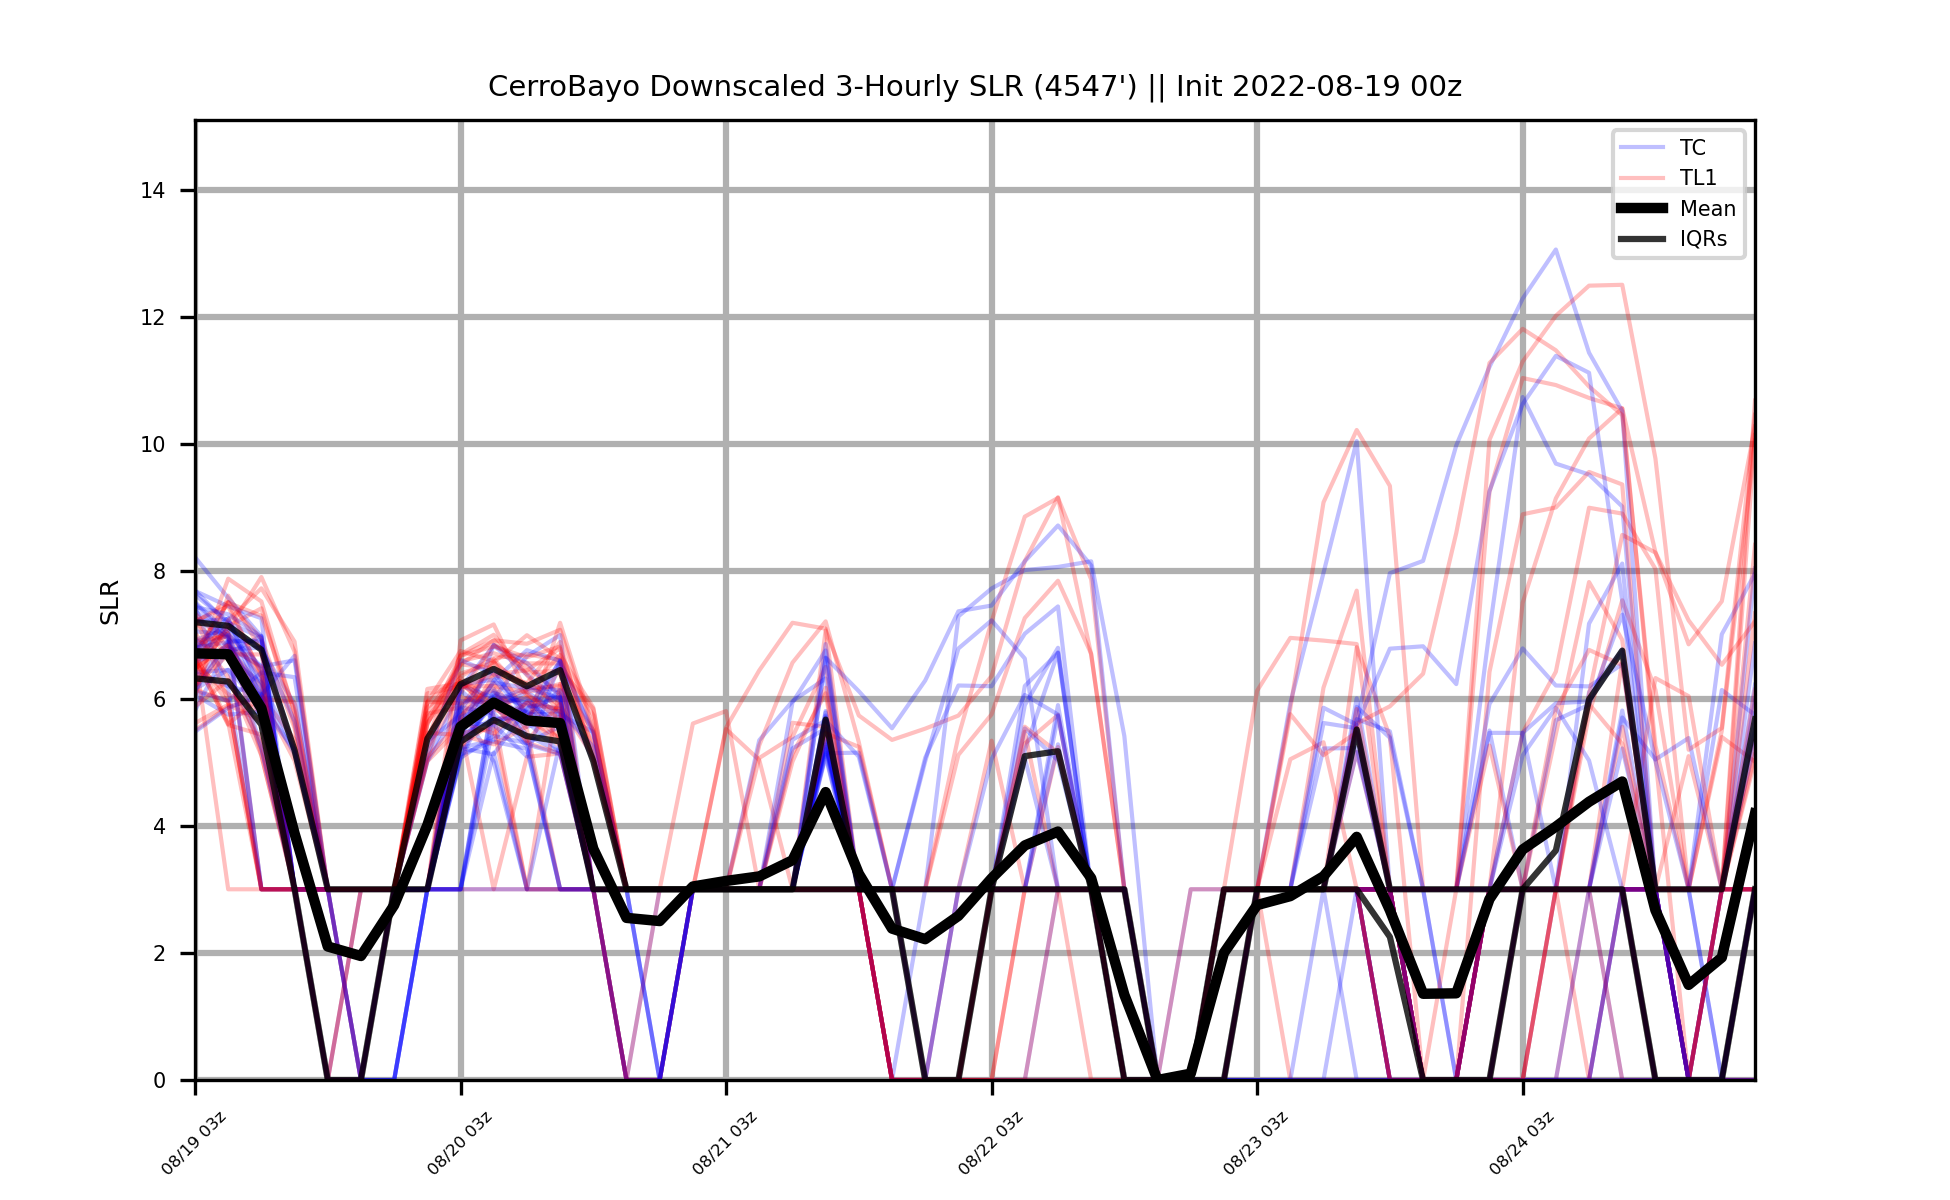 CerroBayo Downscaled 3-Hourly SLR (4547') || Init 2022-08-19 00z
TC
TL1
Mean
IQRs
SLR
14
12
10
8
6
4
2
0
08/19 03z
08/20 03z
08/21 03z
08/22 03z
08/23 03z
08/24 03z